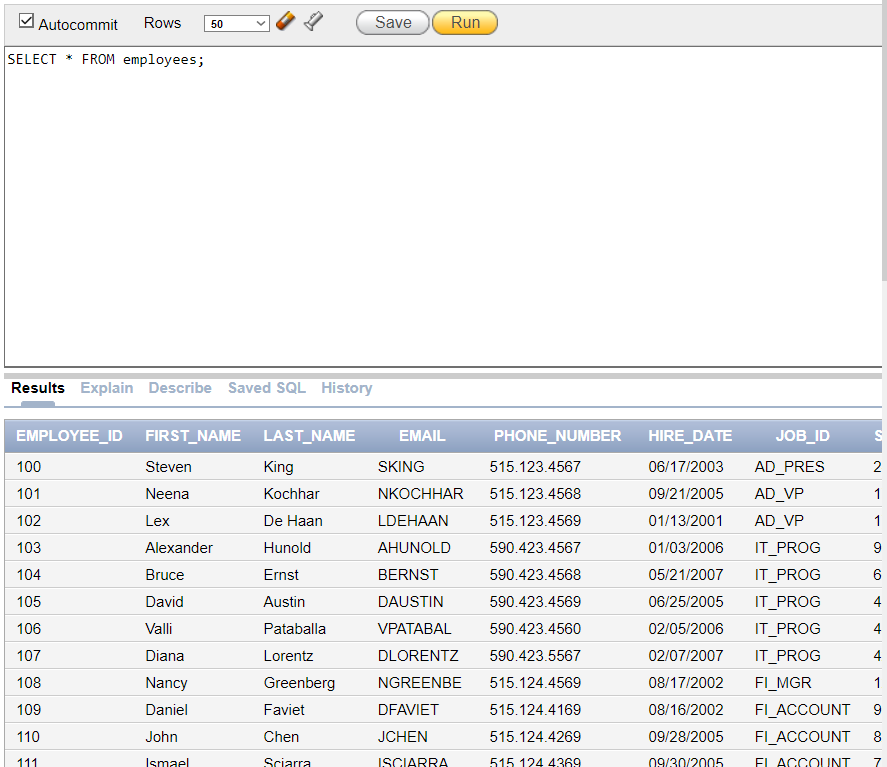 Autocommit Rows 50 Save Run
SELECT * FROM employees;
Results Explain Describe Saved SQL History
EMPLOYEE_ID FIRST_NAME LAST_NAME EMAIL PHONE_NUMBER HIRE_DATE JOB_ID S
100 Steven King SKING 515.123.4567 06/17/2003 AD_PRES 2
101 Neena Kochhar NKOCHHAR 515.123.4568 09/21/2005 AD_VP 1
102 Lex De Haan LDEHAAN 515.123.4569 01/13/2001 AD_VP 1
103 Alexander Hunold AHUNOLD 590.423.4567 01/03/2006 IT_PROG 9
104 Bruce Ernst BERNST 590.423.4568 05/21/2007 IT_PROG 6
105 David Austin DAUSTIN 590.423.4569 06/25/2005 IT_PROG 4
106 Valli Pataballa VPATABAL 590.423.4560 02/05/2006 IT_PROG 4
107 Diana Lorentz DLORENTZ 590.423.5567 02/07/2007 IT_PROG 4
108 Nancy Greenberg NGREENBE 515.124.4569 08/17/2002 FI_MGR 1
109 Daniel Faviet DFAVIET 515.124.4169 08/16/2002 FI_ACCOUNT 9
110 John Chen JCHEN 515.124.4269 09/28/2005 FI_ACCOUNT 8
111 Ismael Sciarra ISCIARRA 515.124.4369 09/30/2005 FI_ACCOUNT 7